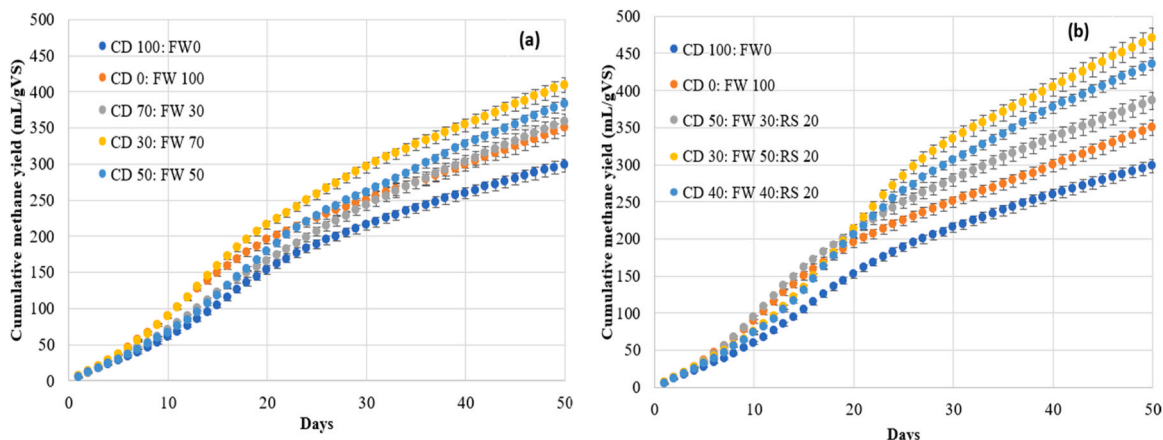 (a)
Cumulative methane yield (mL/gVS)
500
450
400
350
300
250
200
150
100
50
0
CD 100: FW0
CD 0: FW 100
CD 70: FW 30
CD 30: FW 70
CD 50: FW 50
0 10 20 30 40 50
Days
(b)
Cumulative methane yield (mL/gVS)
500
450
400
350
300
250
200
150
100
50
0
CD 100: FW0
CD 0: FW 100
CD 50: FW 30:RS 20
CD 30: FW 50:RS 20
CD 40: FW 40:RS 20
0 10 20 30 40 50
Days